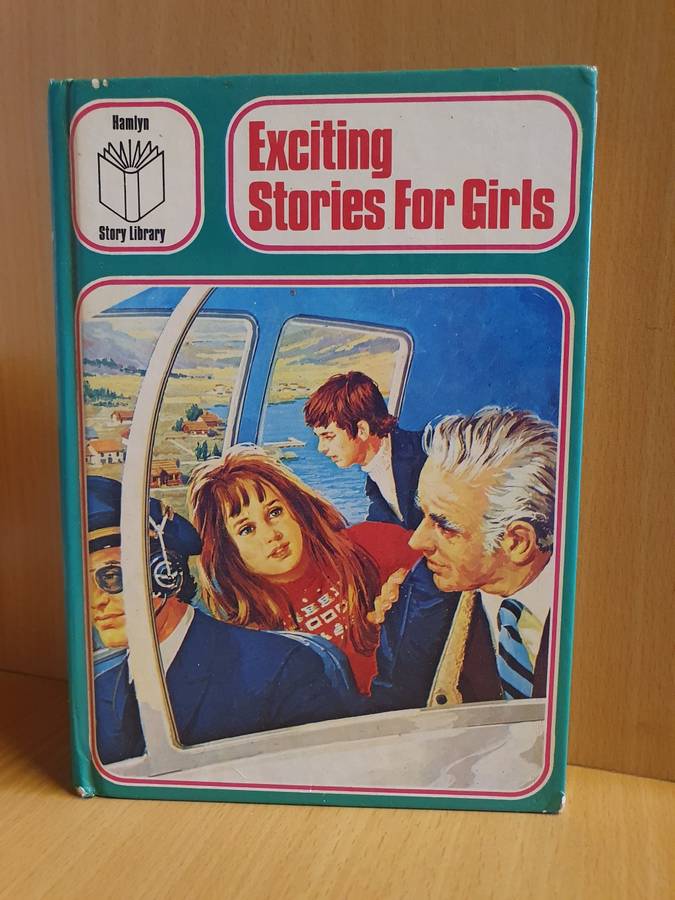 Hamlyn
Story Library
Exciting
Stories For Girls